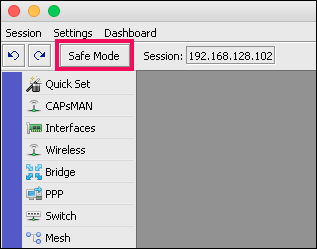 Session Settings Dashboard
Safe Mode Session: 192.168.128.102
Quick Set
CAPsMAN
Interfaces
Wireless
Bridge
PPP
Switch
Mesh